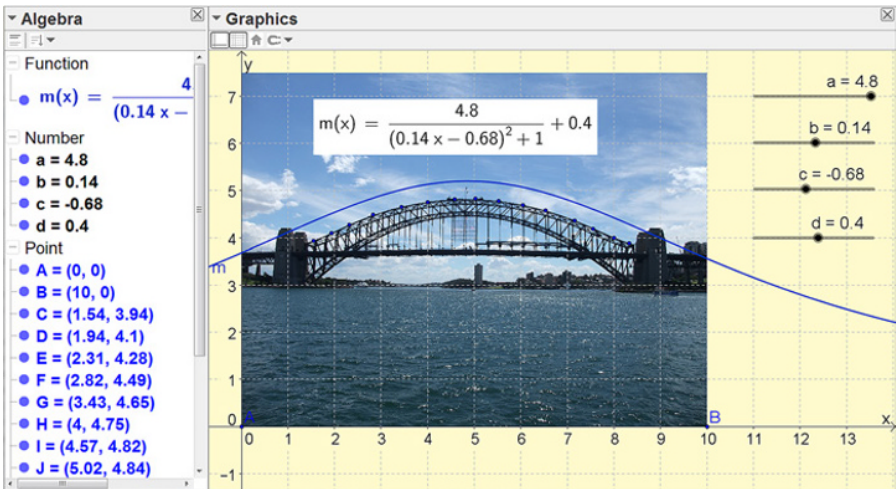 Algebra
Function
m(x) = 4 / (0.14 x −
Number
a = 4.8
b = 0.14
c = -0.68
d = 0.4
Point
A = (0, 0)
B = (10, 0)
C = (1.54, 3.94)
D = (1.94, 4.1)
E = (2.31, 4.28)
F = (2.82, 4.49)
G = (3.43, 4.65)
H = (4, 4.75)
I = (4.57, 4.82)
J = (5.02, 4.84)
Graphics
y
m(x) = 4.8 / ((0.14 x − 0.68)² + 1) + 0.4
a = 4.8
b = 0.14
c = -0.68
d = 0.4
7
6
5
4
m
3
2
1
0
A
B
x
0 1 2 3 4 5 6 7 8 9 10 11 12 13
−1